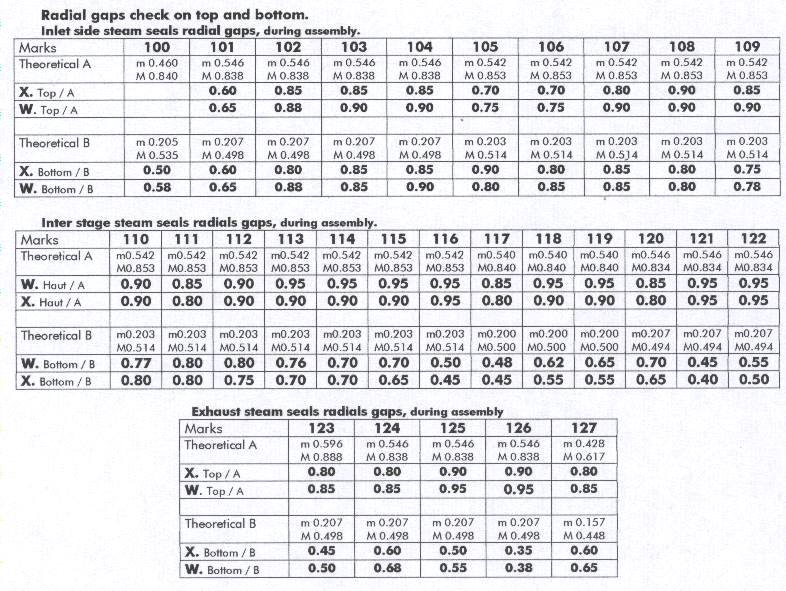 Radial gaps check on top and bottom.
Inlet side steam seals radial gaps, during assembly.
Marks 100 101 102 103 104 105 106 107 108 109
Theoretical A m 0.460 m 0.546 m 0.546 m 0.546 m 0.546 m 0.542 m 0.542 m 0.542 m 0.542 m 0.542
M 0.840 M 0.838 M 0.838 M 0.838 M 0.838 M 0.853 M 0.853 M 0.853 M 0.853 M 0.853
X. Top / A 0.60 0.85 0.85 0.85 0.70 0.70 0.80 0.90 0.85
W. Top / A 0.65 0.88 0.90 0.90 0.75 0.75 0.90 0.90 0.90
Theoretical B m 0.205 m 0.207 m 0.207 m 0.207 m 0.207 m 0.203 m 0.203 m 0.203 m 0.203 m 0.203
M 0.535 M 0.498 M 0.498 M 0.498 M 0.498 M 0.514 M 0.514 M 0.514 M 0.514 M 0.514
X. Bottom / B 0.50 0.60 0.80 0.85 0.85 0.90 0.80 0.85 0.80 0.75
W. Bottom / B 0.58 0.65 0.88 0.85 0.90 0.80 0.85 0.85 0.80 0.78
Inter stage steam seals radials gaps, during assembly.
Marks 110 111 112 113 114 115 116 117 118 119 120 121 122
Theoretical A m0.542 m0.542 m0.542 m0.542 m0.542 m0.542 m0.542 m0.540 m0.540 m0.540 m0.546 m0.546 m0.546
M0.853 M0.853 M0.853 M0.853 M0.853 M0.853 M0.853 M0.840 M0.840 M0.840 M0.834 M0.834 M0.834
W. Haut / A 0.90 0.85 0.90 0.95 0.95 0.95 0.95 0.85 0.95 0.95 0.85 0.95 0.95
X. Haut / A 0.90 0.80 0.90 0.90 0.90 0.90 0.95 0.80 0.90 0.90 0.80 0.95 0.95
Theoretical B m0.203 m0.203 m0.203 m0.203 m0.203 m0.203 m0.203 m0.200 m0.200 m0.200 m0.207 m0.207 m0.207
M0.514 M0.514 M0.514 M0.514 M0.514 M0.514 M0.514 M0.500 M0.500 M0.500 M0.494 M0.494 M0.494
W. Bottom / B 0.77 0.80 0.80 0.76 0.70 0.70 0.50 0.48 0.62 0.65 0.70 0.45 0.55
X. Bottom / B 0.80 0.80 0.75 0.70 0.70 0.65 0.45 0.45 0.55 0.55 0.65 0.40 0.50
Exhaust steam seals radials gaps, during assembly
Marks 123 124 125 126 127
Theoretical A m 0.596 m 0.546 m 0.546 m 0.546 m 0.428
M 0.888 M 0.838 M 0.838 M 0.838 M 0.617
X. Top / A 0.80 0.80 0.90 0.90 0.80
W. Top / A 0.85 0.85 0.95 0.95 0.85
Theoretical B m 0.207 m 0.207 m 0.207 m 0.207 m 0.157
M 0.498 M 0.498 M 0.498 M 0.498 M 0.448
X. Bottom / B 0.45 0.60 0.50 0.35 0.60
W. Bottom / B 0.50 0.68 0.55 0.38 0.65